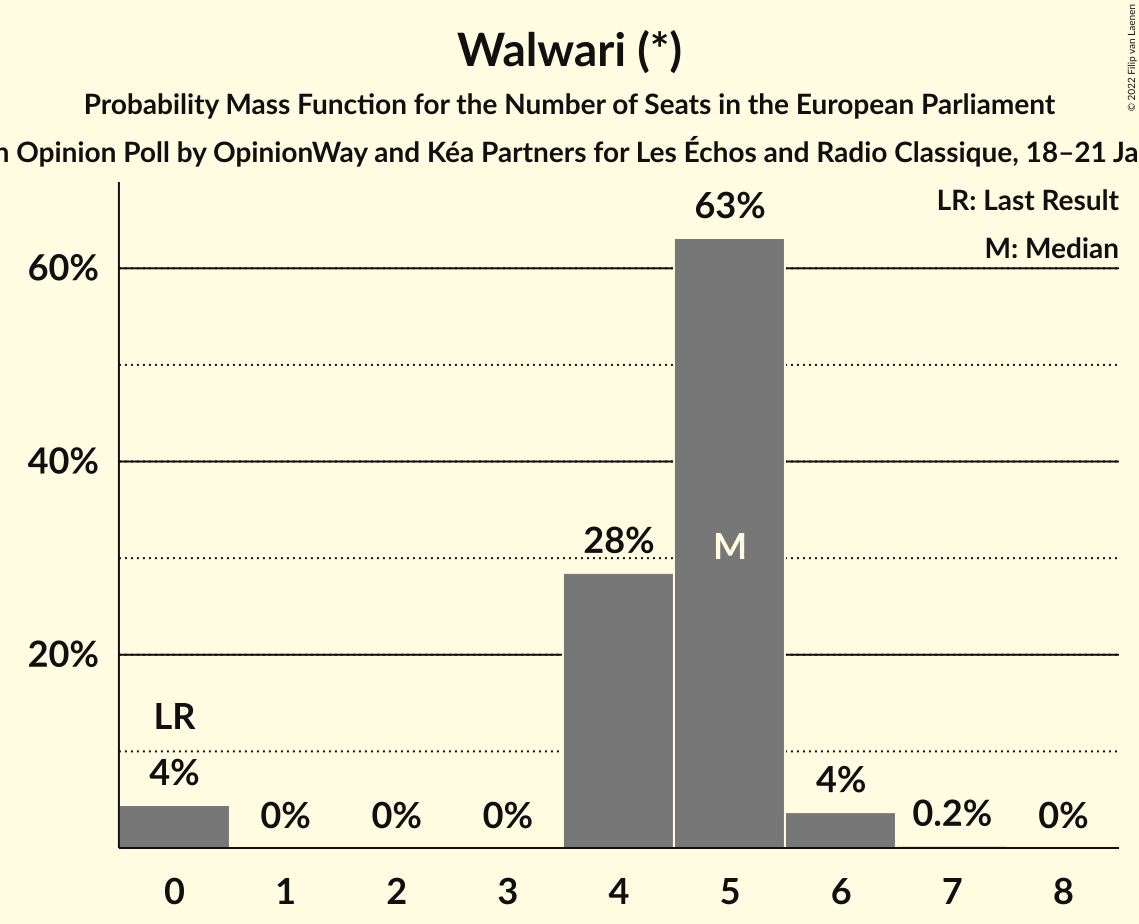 Walwari (*)
Probability Mass Function for the Number of Seats in the European Parliament
n Opinion Poll by OpinionWay and Kéa Partners for Les Échos and Radio Classique, 18–21 Ja
© 2022 Filip van Laenen
LR: Last Result
M: Median
63%
60%
40%
28%
M
20%
LR
4%
0%
0%
0%
4%
0.2%
0%
0 1 2 3 4 5 6 7 8